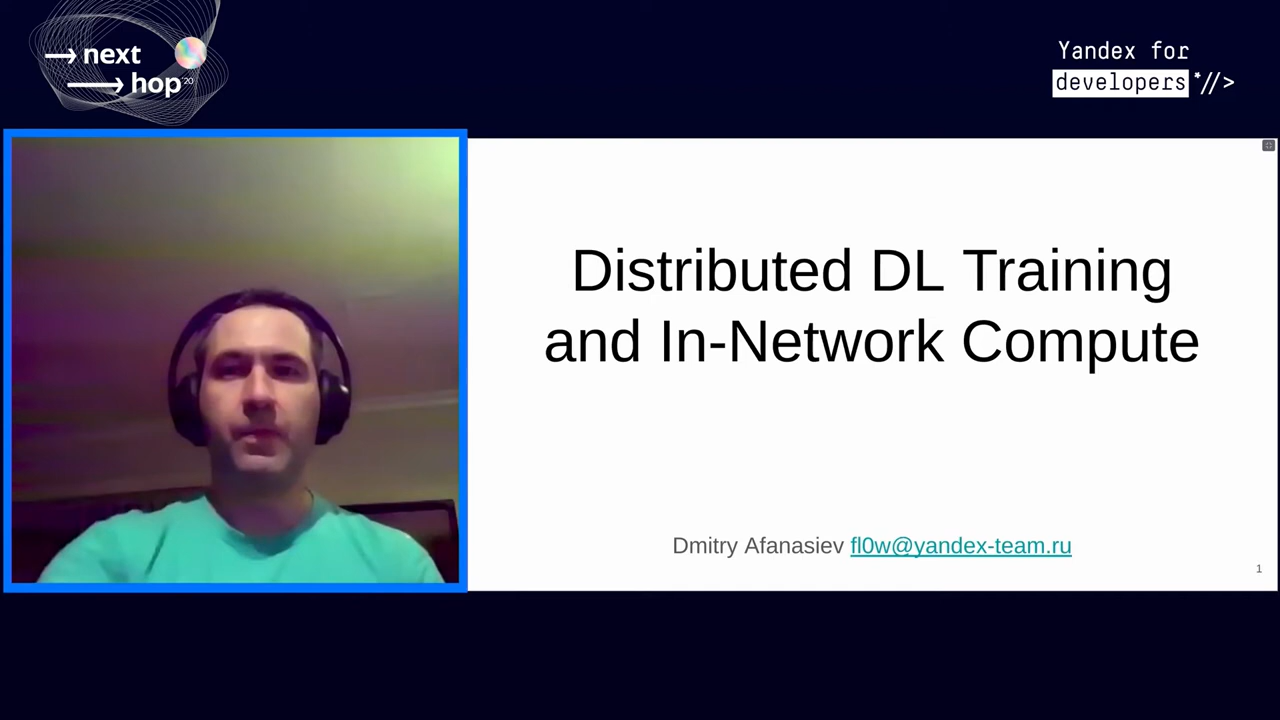 next
hop'20
Yandex for
developers*//>
Distributed DL Training
and In-Network Compute
Dmitry Afanasiev fl0w@yandex-team.ru
1